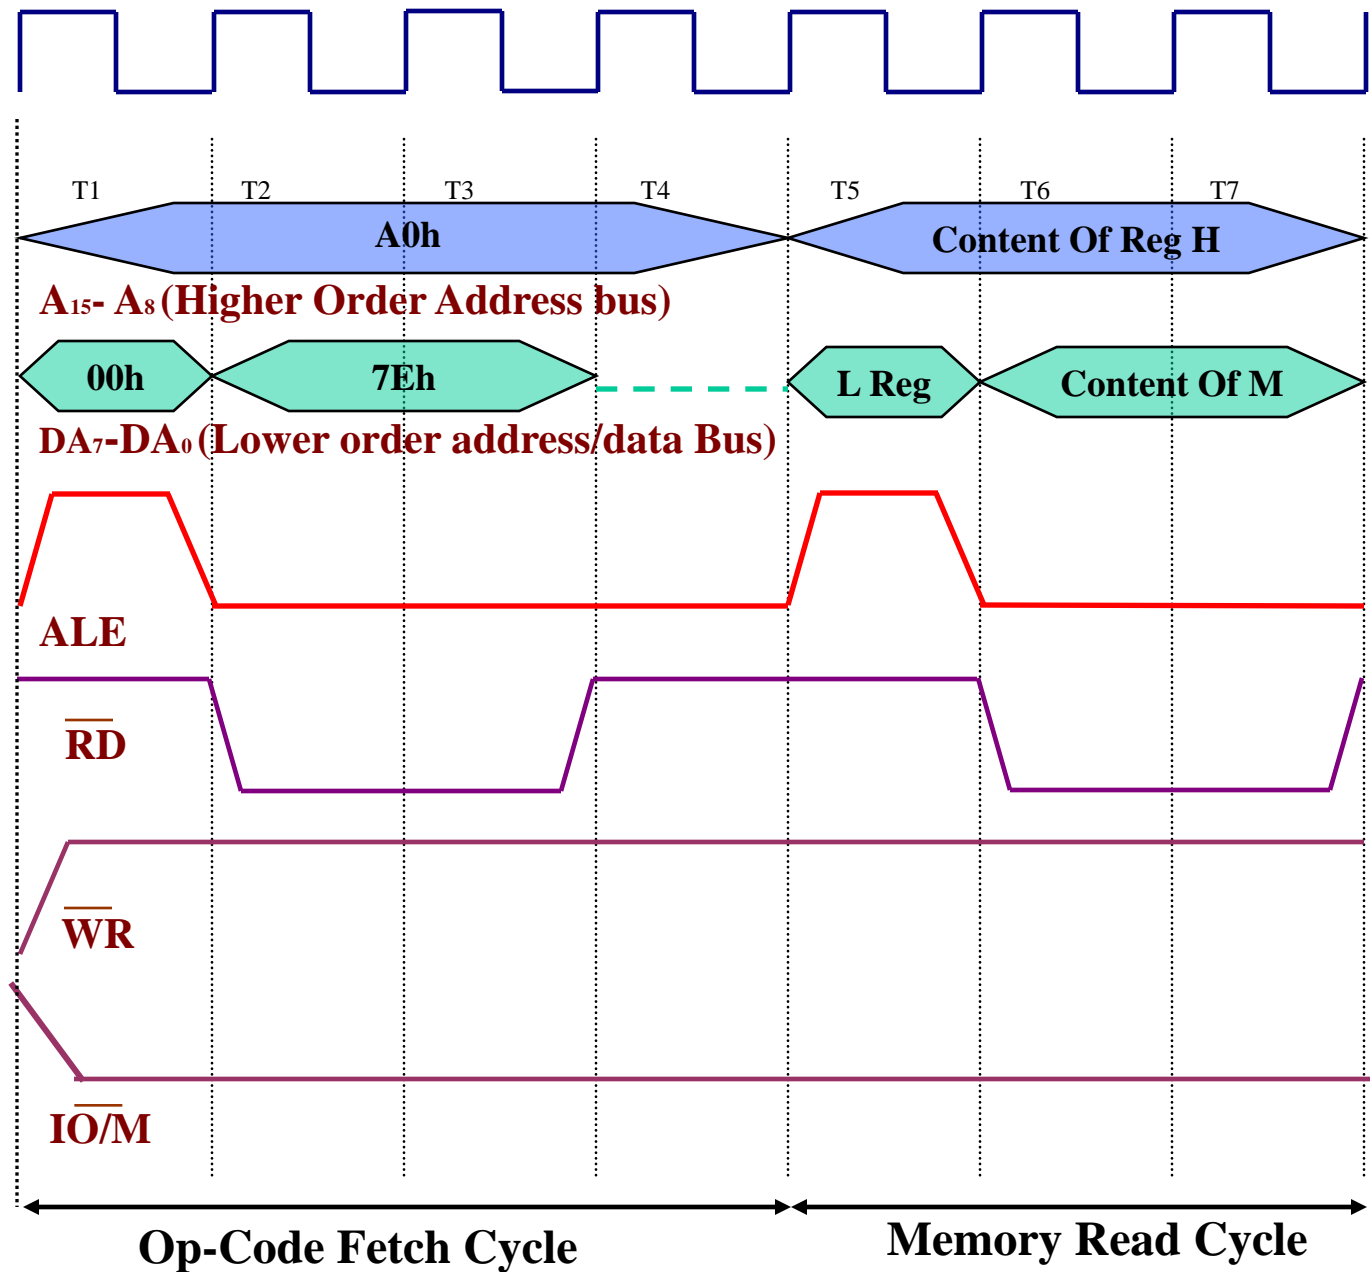 T1 T2 T3 T4 T5 T6 T7
A0h Content Of Reg H
A15- A8 (Higher Order Address bus)
00h 7Eh L Reg Content Of M
DA7-DA0 (Lower order address/data Bus)
ALE
RD
WR
IO/M
Op-Code Fetch Cycle Memory Read Cycle